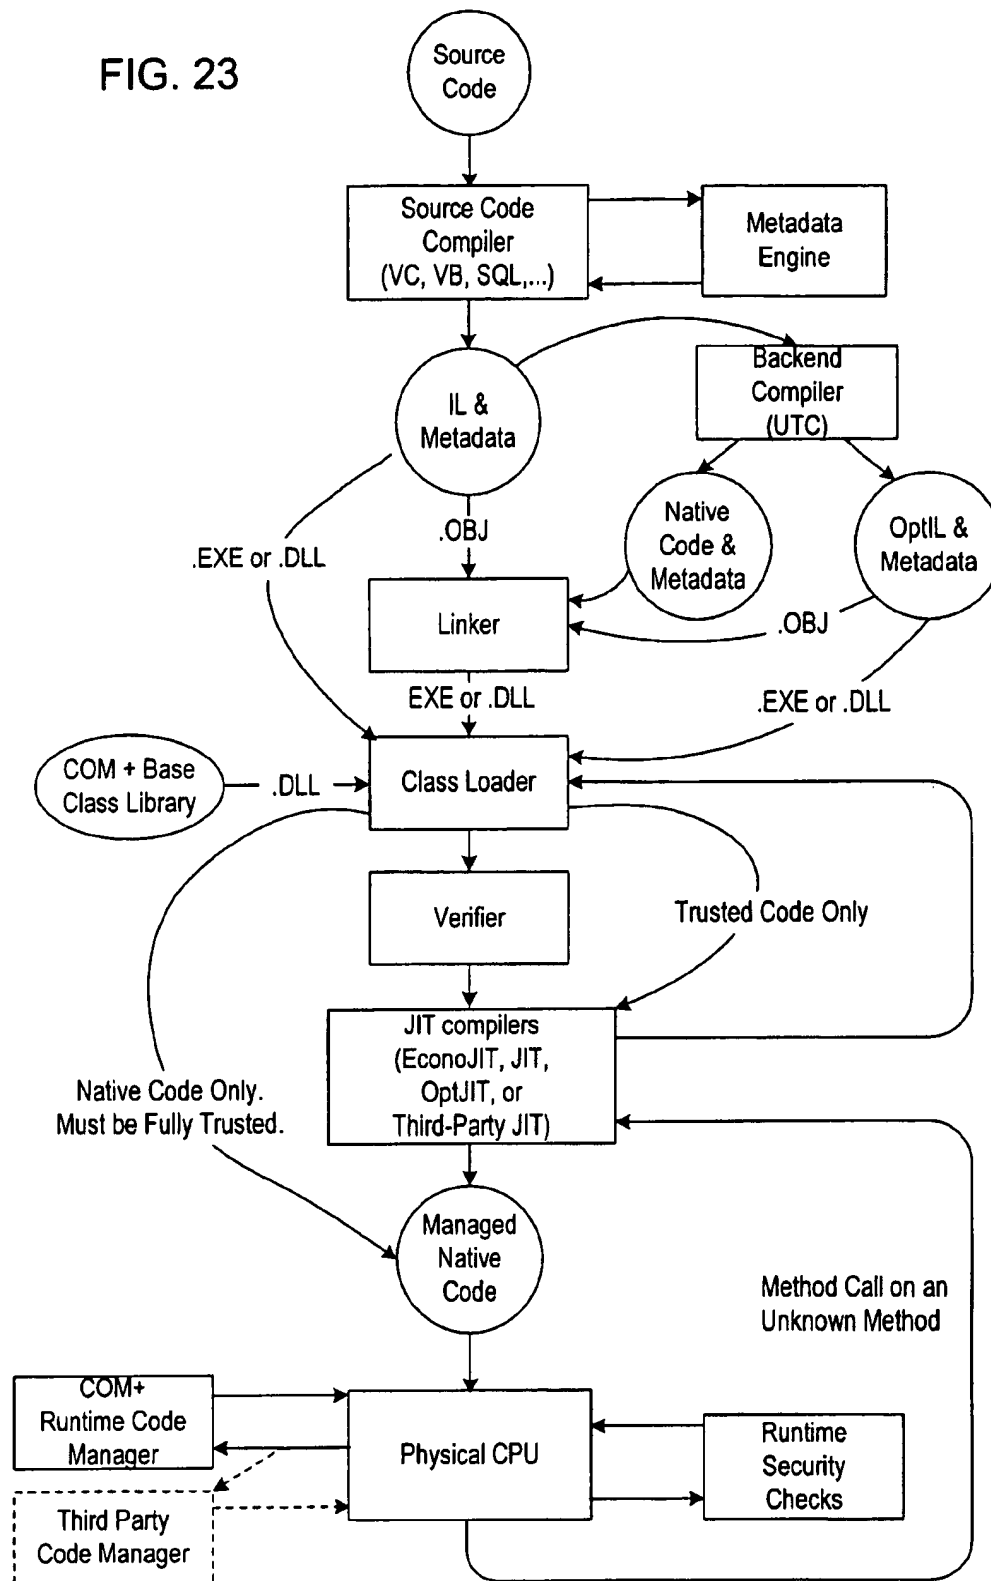 FIG. 23
Source
Code
Source Code
Compiler
(VC, VB, SQL,...)
Metadata
Engine
IL &
Metadata
Backend
Compiler
(UTC)
Native
Code &
Metadata
OptIL &
Metadata
.OBJ
.EXE or .DLL
Linker
.OBJ
EXE or .DLL
.EXE or .DLL
COM + Base
Class Library
.DLL
Class Loader
Verifier
Trusted Code Only
JIT compilers
(EconoJIT, JIT,
OptJIT, or
Third-Party JIT)
Native Code Only.
Must be Fully Trusted.
Managed
Native
Code
Method Call on an
Unknown Method
COM+
Runtime Code
Manager
Physical CPU
Runtime
Security
Checks
Third Party
Code Manager